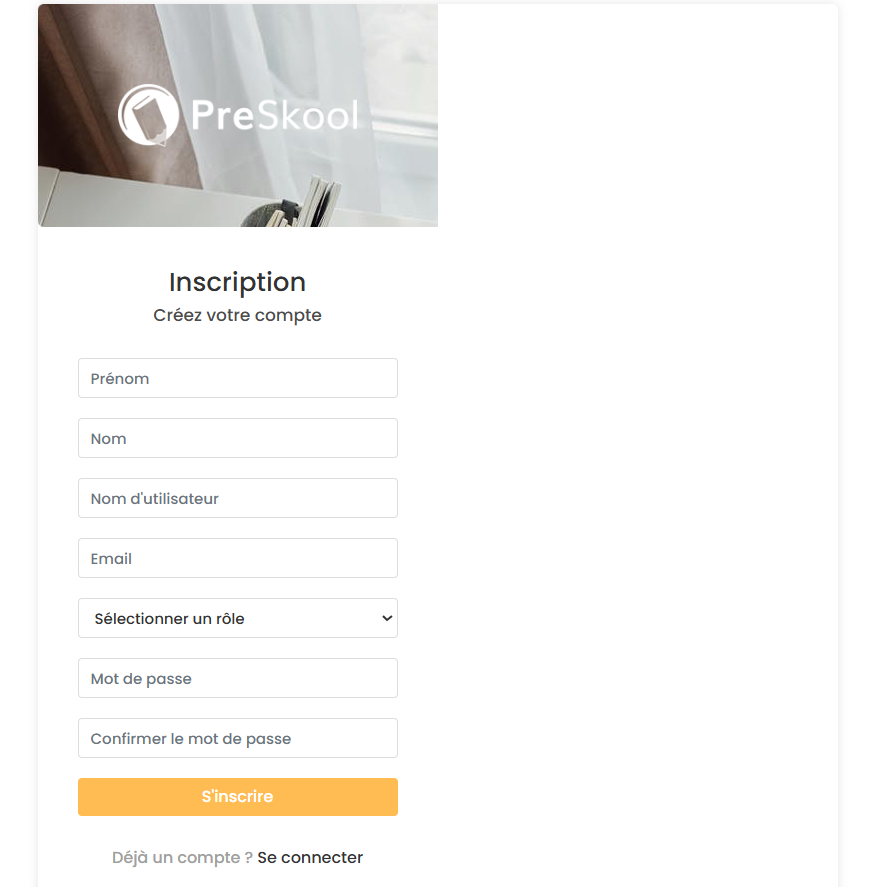 PreSkool
Inscription
Créez votre compte
Prénom
Nom
Nom d'utilisateur
Email
Sélectionner un rôle
Mot de passe
Confirmer le mot de passe
S'inscrire
Déjà un compte ? Se connecter